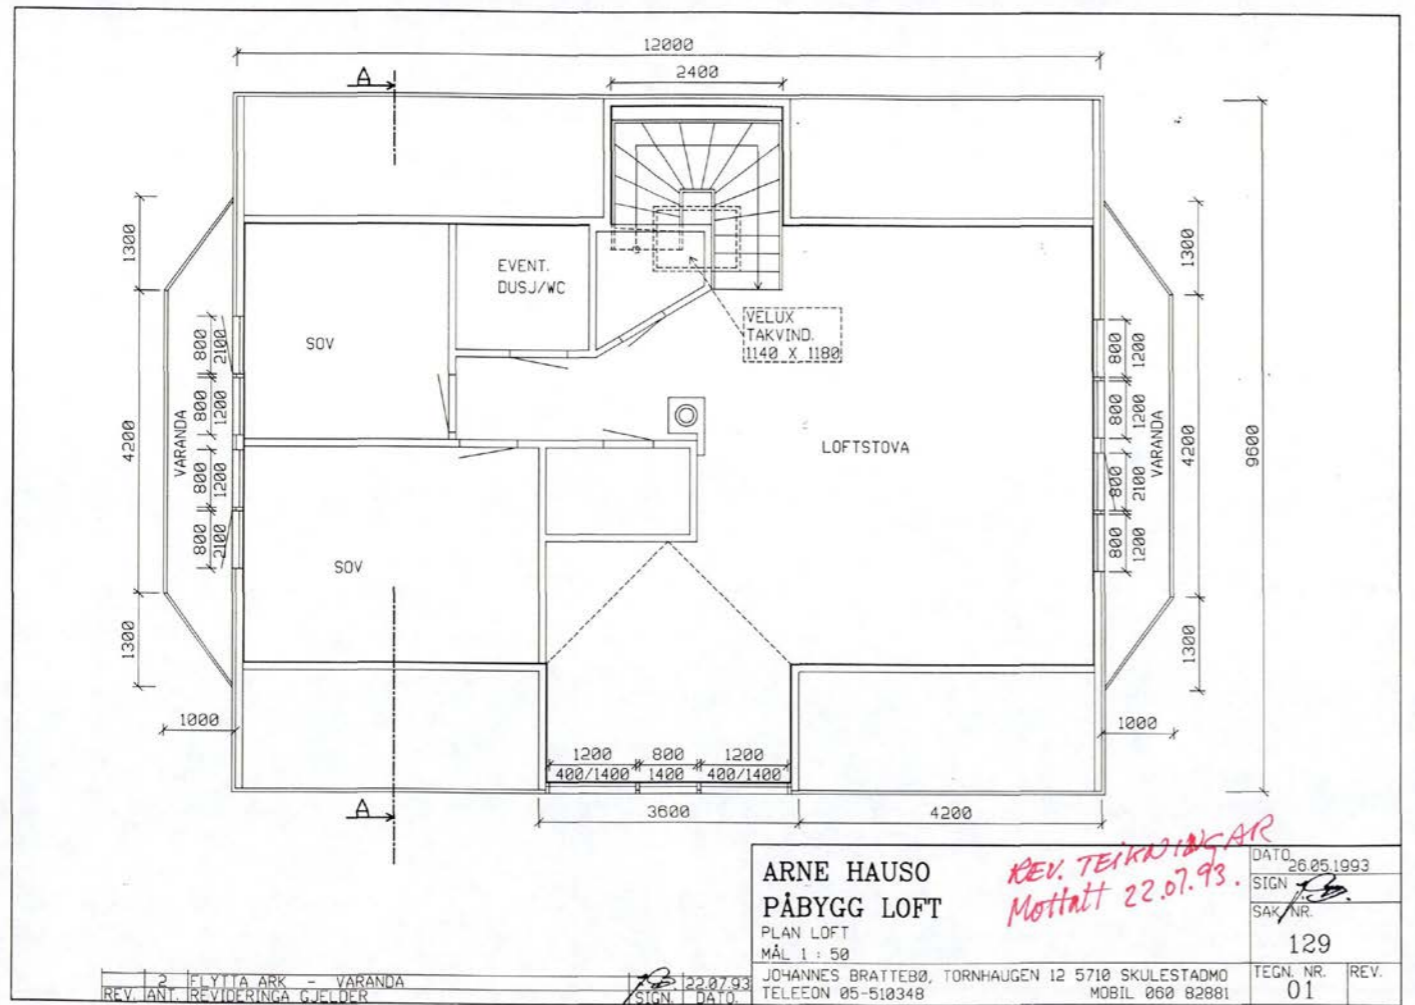 12000
2400
A
1300
1300
EVENT.
DUSJ/WC
SOV
VELUX
TAKVIND.
1140 X 1180
800
2100
800
1200
800
1200
800
2100
VARANDA
4200
LOFTSTOVA
800
1200
800
1200
800
2100
800
1200
VARANDA
4200
9600
SOV
1300
1300
1000
1000
1200 800 1200
400/1400 1400 400/1400
A
3600
4200
ARNE HAUSO
PÅBYGG LOFT
PLAN LOFT
MÅL 1 : 50
REV. TEIKNINGAR
Mottatt 22.07.93.
DATO 26.05.1993
SIGN
SAK NR.
129
JOHANNES BRATTEBØ, TORNHAUGEN 12 5710 SKULESTADMO
TELEFON 05-510348 MOBIL 060 82881
TEGN. NR. REV.
01
2 FLYTTA ARK - VARANDA 22.07.93
REV. ANT. REVIDERINGA GJELDER SIGN. DATO.